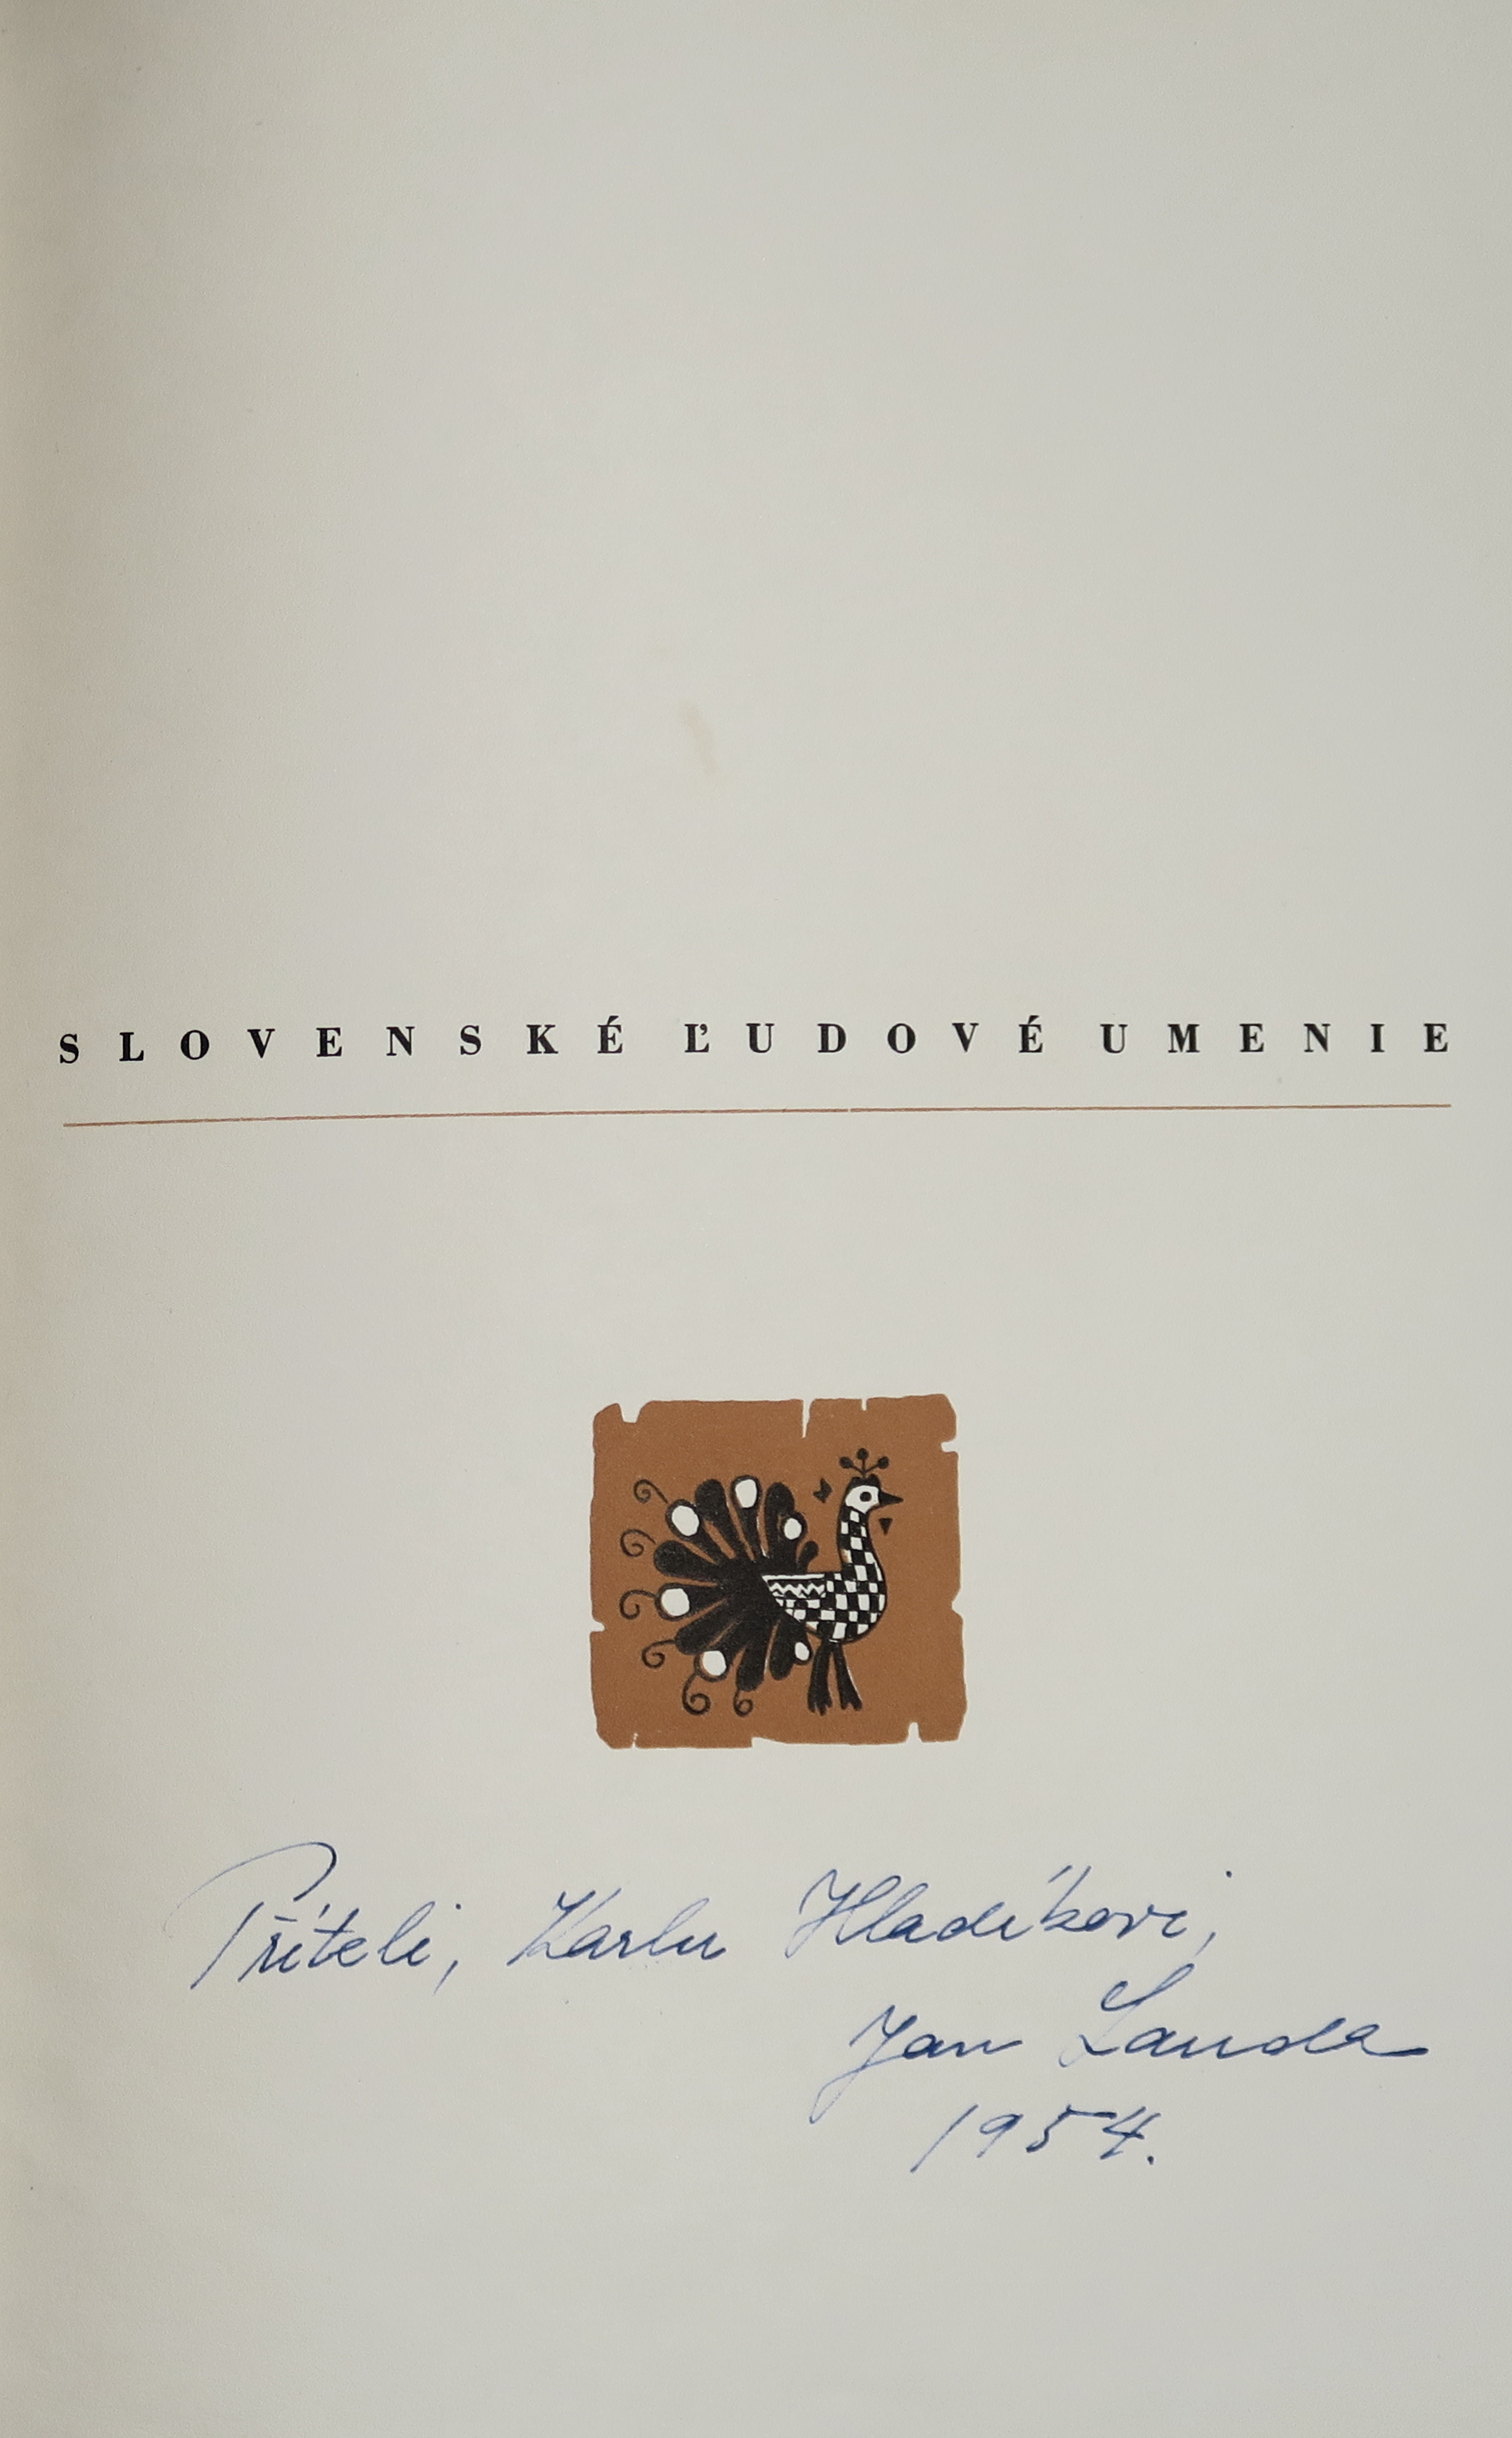 SLOVENSKÉ ĽUDOVÉ UMENIE
Příteli, Karlu Hladíkovi,
Jan Lauda
1954.